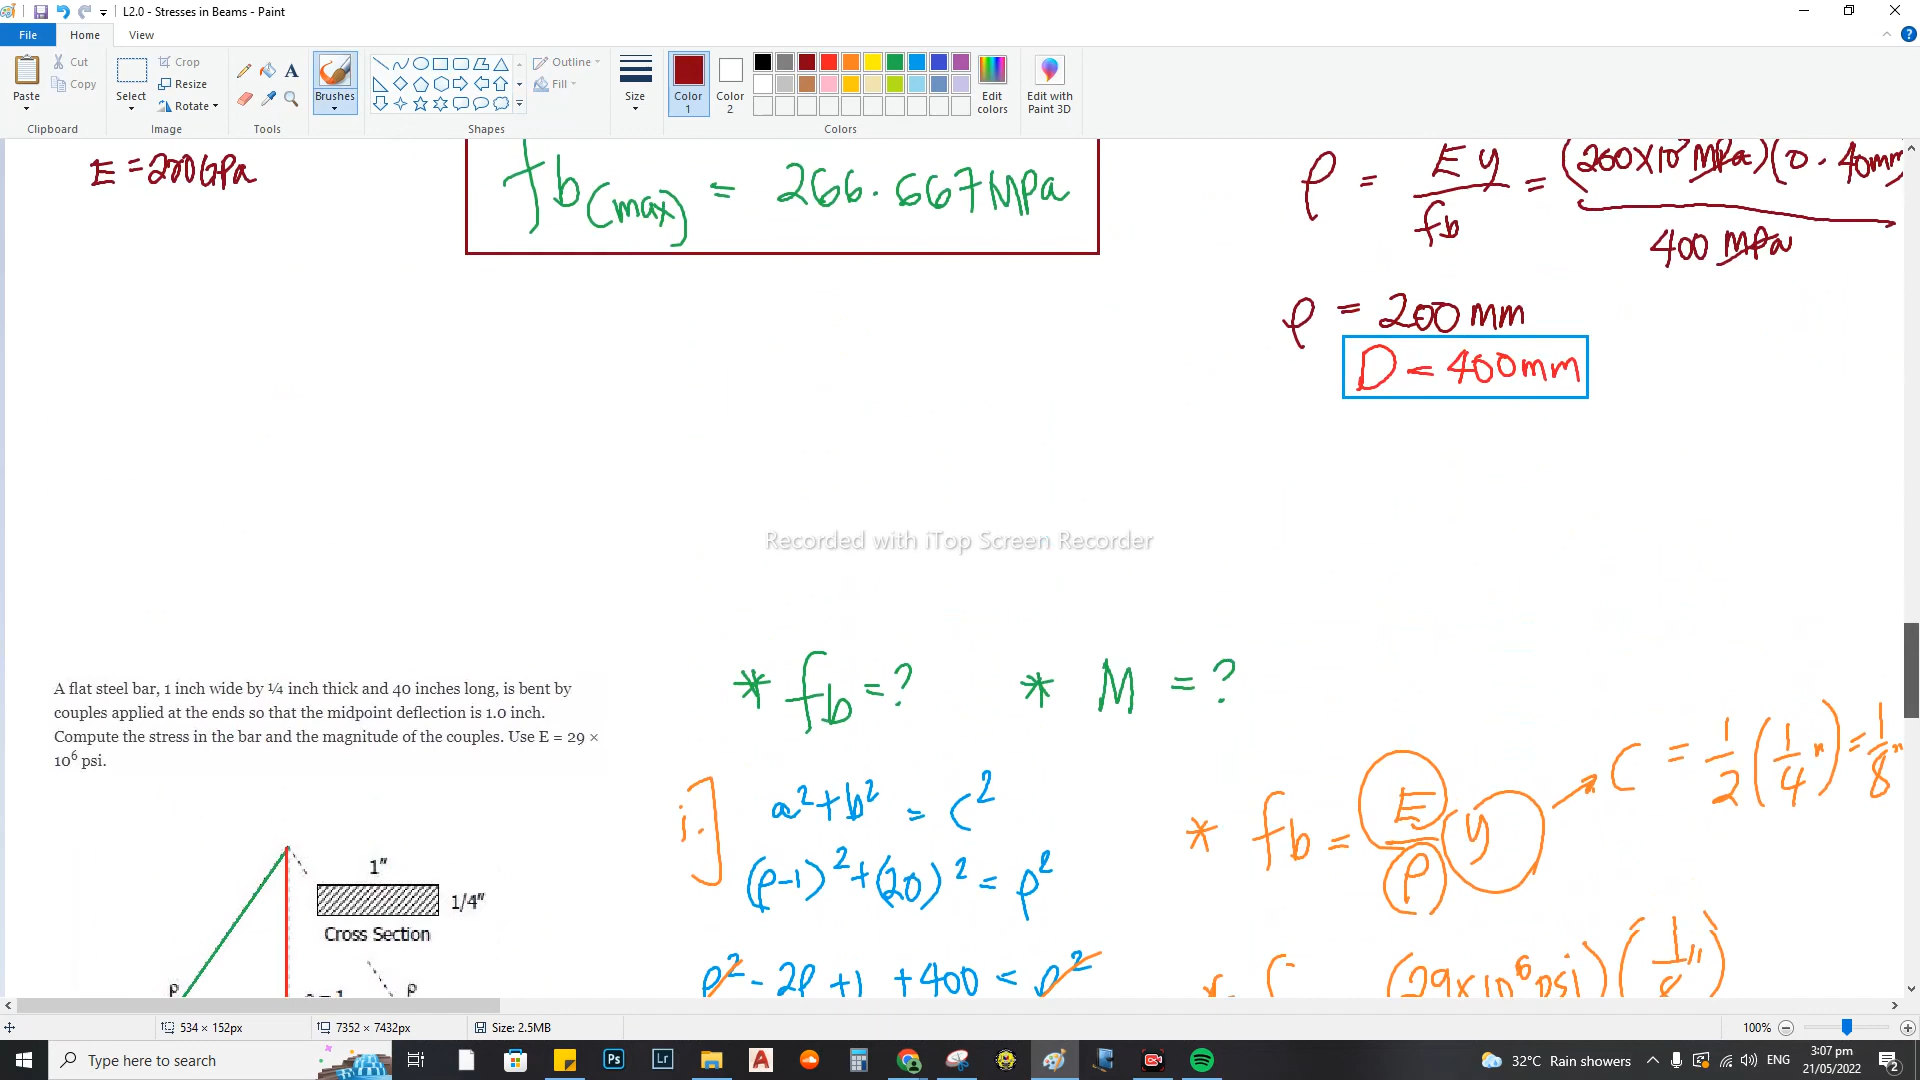 L2.0 - Stresses in Beams - Paint
File
Home
View
Paste
Cut
Copy
Clipboard
Select
Crop
Resize
Rotate
Image
Tools
Brushes
Shapes
Outline
Fill
Size
Color 1
Color 2
Edit colors
Colors
Edit with Paint 3D
E = 200 GPa
fb(max) = 266.667 MPa
ρ = Ey/fb = (200×10³ MPa)(0.40mm
400 MPa
ρ = 200 mm
D = 400mm
Recorded with iTop Screen Recorder
* fb = ? * M = ?
A flat steel bar, 1 inch wide by ¼ inch thick and 40 inches long, is bent by
couples applied at the ends so that the midpoint deflection is 1.0 inch.
Compute the stress in the bar and the magnitude of the couples. Use E = 29 ×
10⁶ psi.
i.]
a² + b² = c²
(ρ-1)² + (20)² = ρ²
ρ² - 2ρ + 1 + 400 = ρ²
* fb = E/ρ (y) C = 1/2 (1/4") = 1/8"
(29×10⁶ psi)(1/8")
1"
1/4"
Cross Section
ρ
ρ
534 × 152px
7352 × 7432px
Size: 2.5MB
100%
Type here to search
32°C Rain showers
ENG
3:07 pm
21/05/2022
2